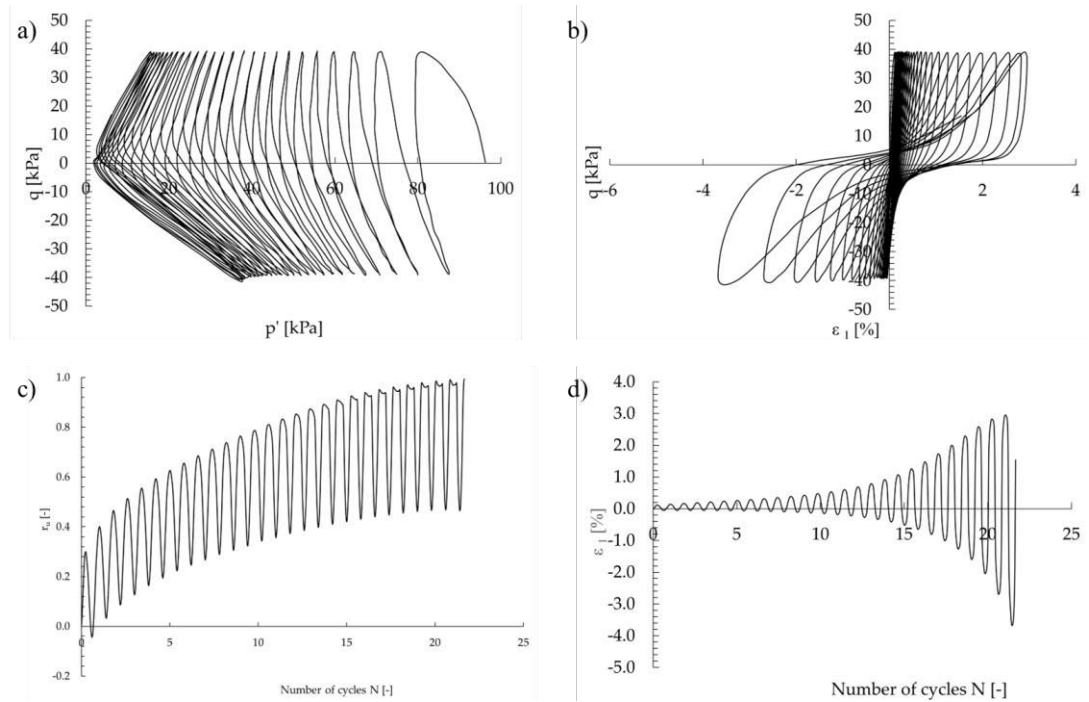 a)
50
40
30
20
10
0
-10
-20
-30
-40
-50
q [kPa]
0 20 40 60 80 100
p' [kPa]
b)
50
40
30
20
10
0
-10
-20
-30
-40
-50
q [kPa]
-6 -4 -2 0 2 4
ε 1 [%]
c)
1.0
0.8
0.6
0.4
0.2
0.0
-0.2
r_u [-]
0 5 10 15 20 25
Number of cycles N [-]
d)
4.0
3.0
2.0
1.0
0.0
-1.0
-2.0
-3.0
-4.0
-5.0
ε 1 [%]
0 5 10 15 20 25
Number of cycles N [-]